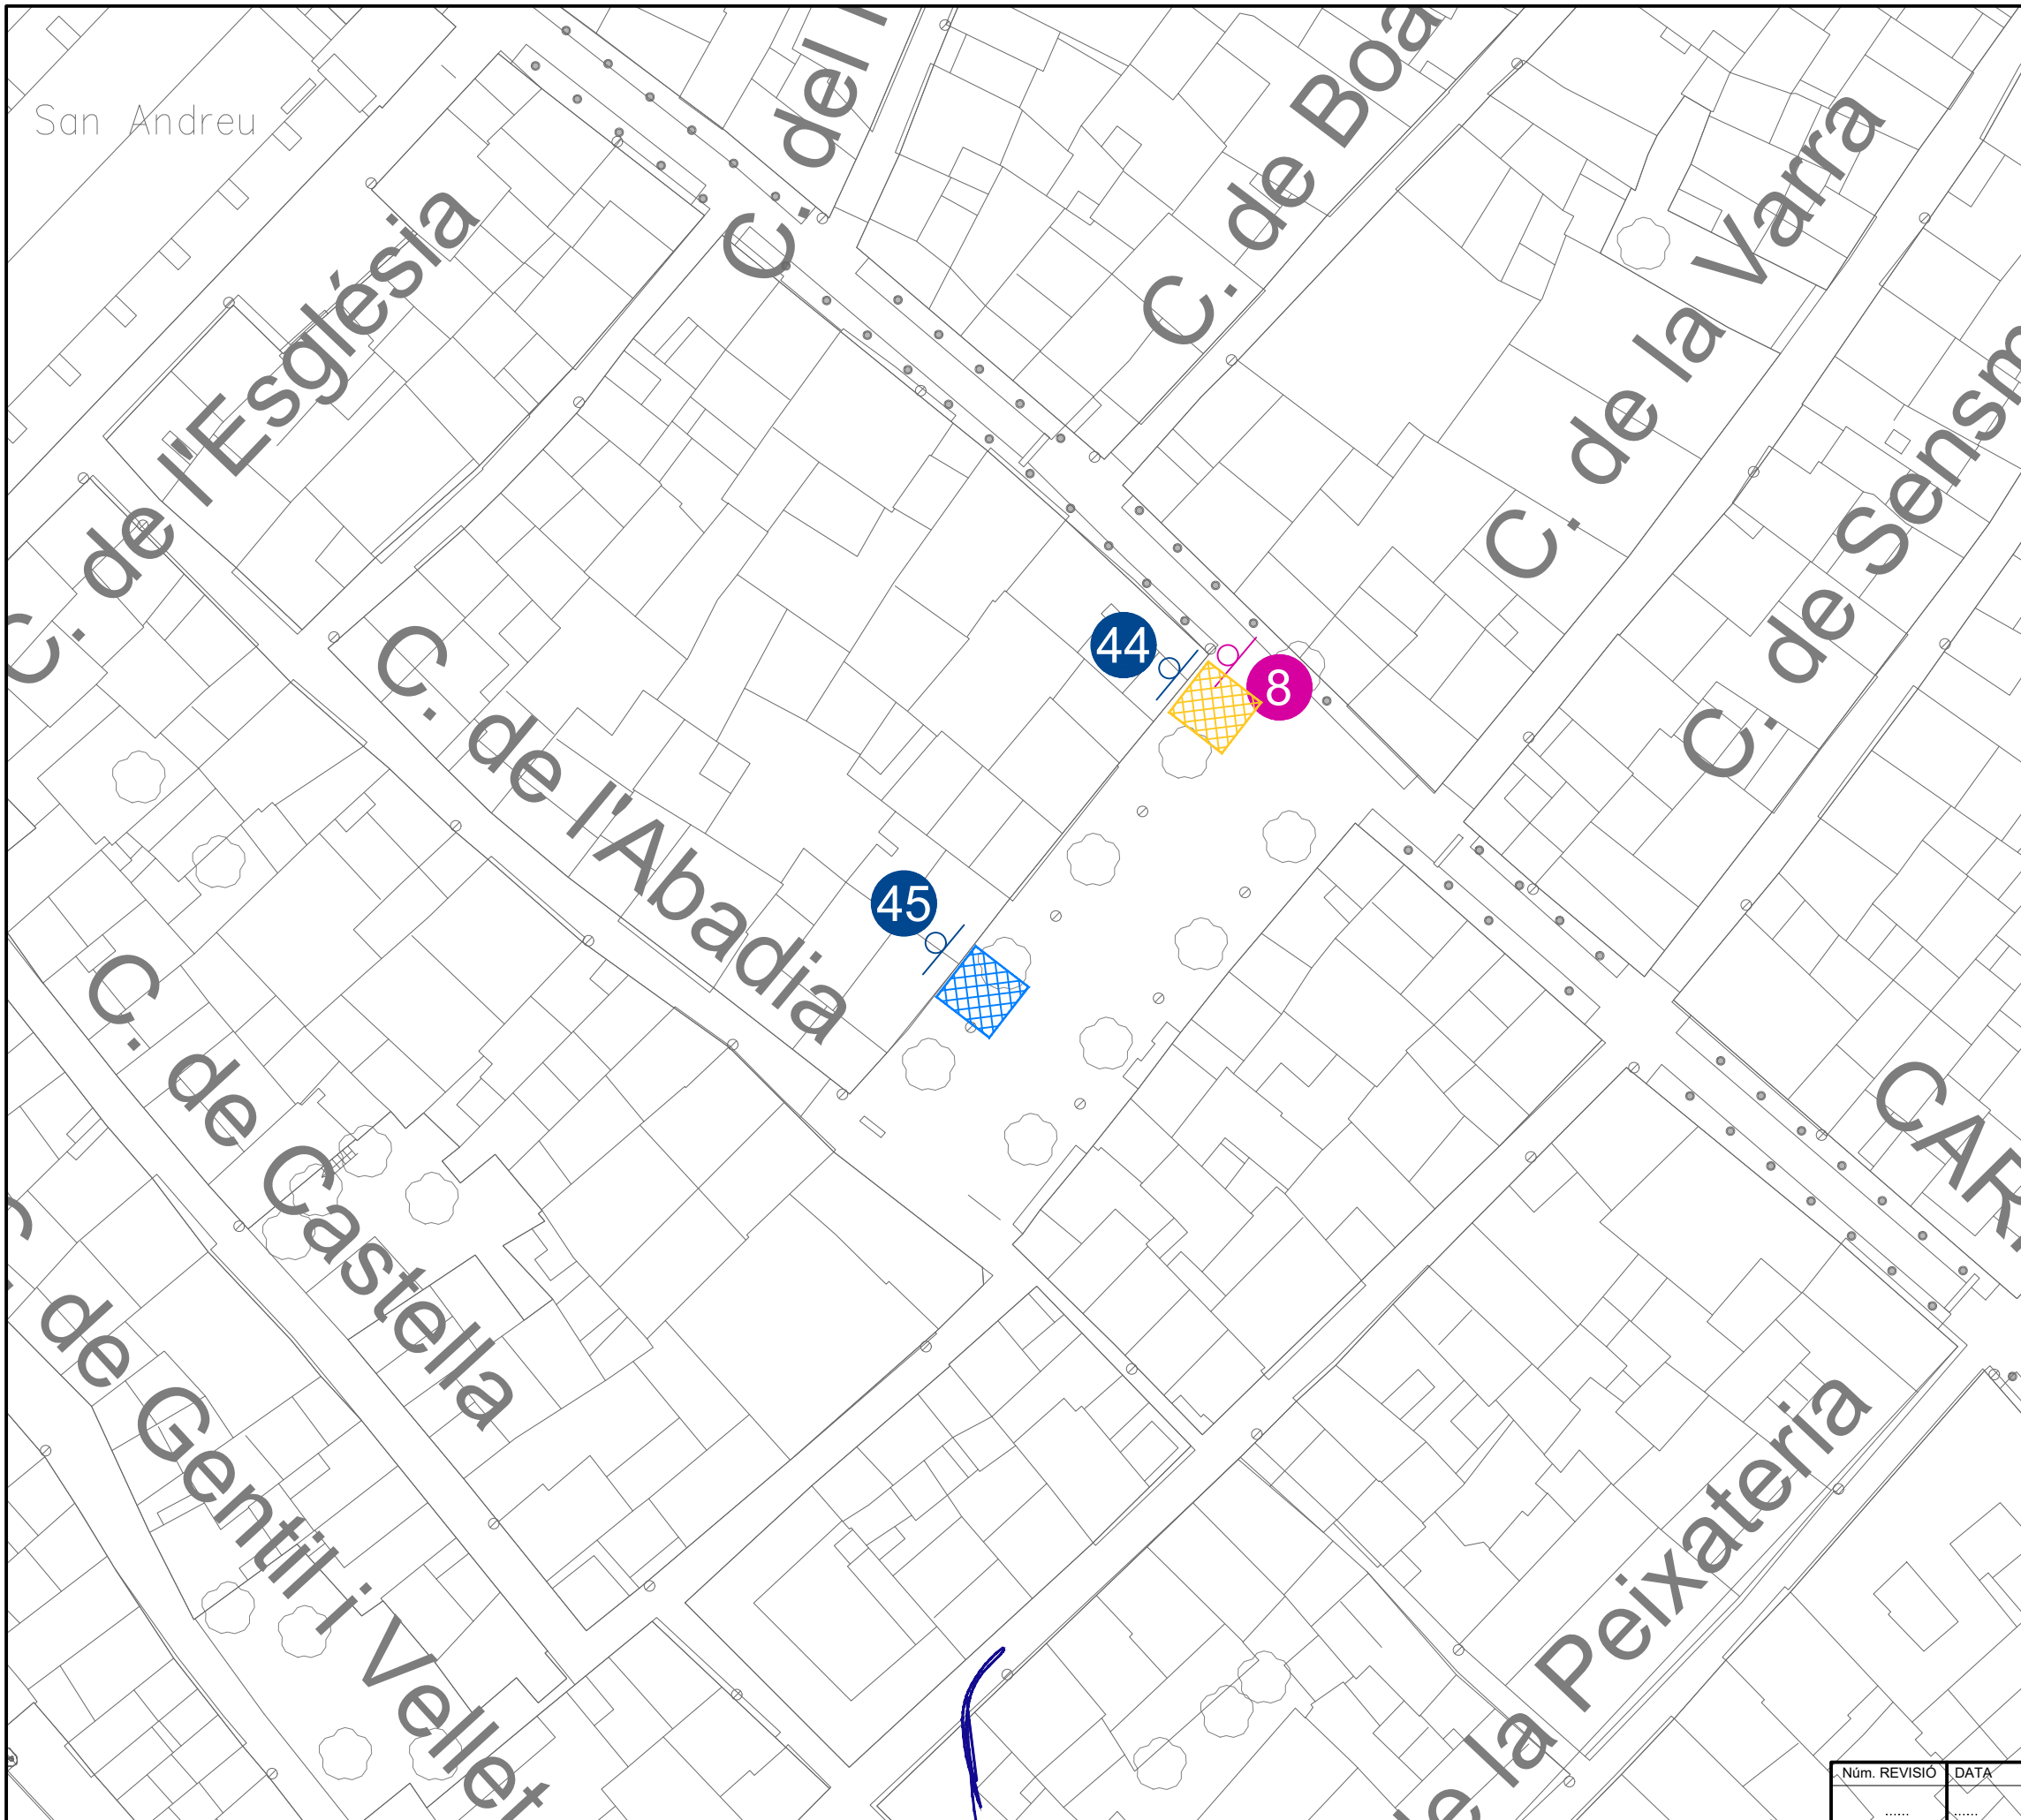 San Andreu
C. de l'Església
C. del
C. de Boa
C. de la Varra
C. de Sensm
44
8
C. de l'Abadia
45
C. de Castella
CAR
de Gentil i Vellet
de la Peixateria
Núm. REVISIÓ
DATA
......
......